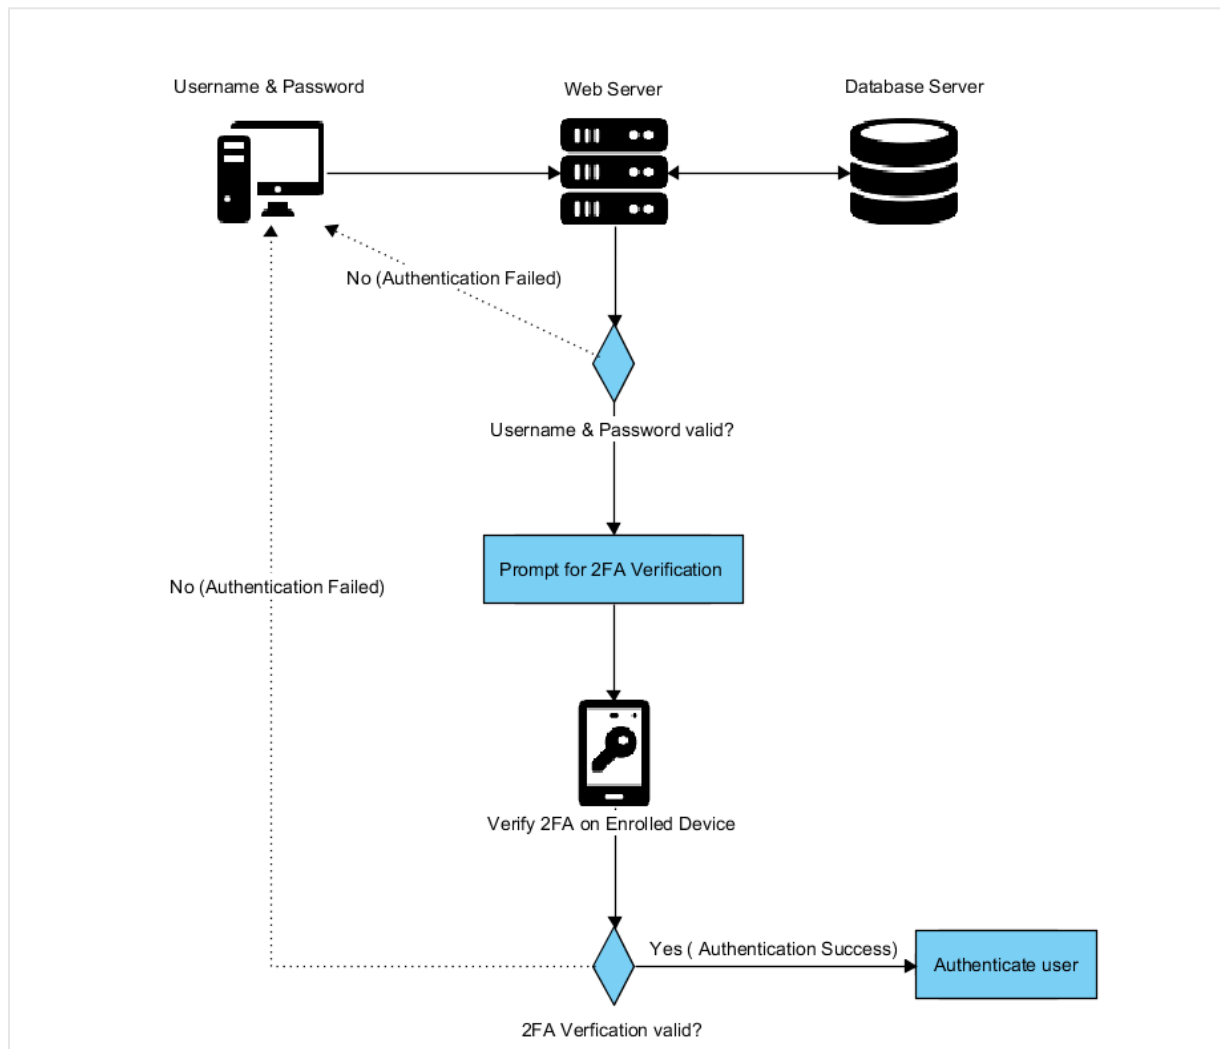 Username & Password
Web Server
Database Server
No (Authentication Failed)
Username & Password valid?
Prompt for 2FA Verification
No (Authentication Failed)
Verify 2FA on Enrolled Device
Yes ( Authentication Success)
Authenticate user
2FA Verfication valid?